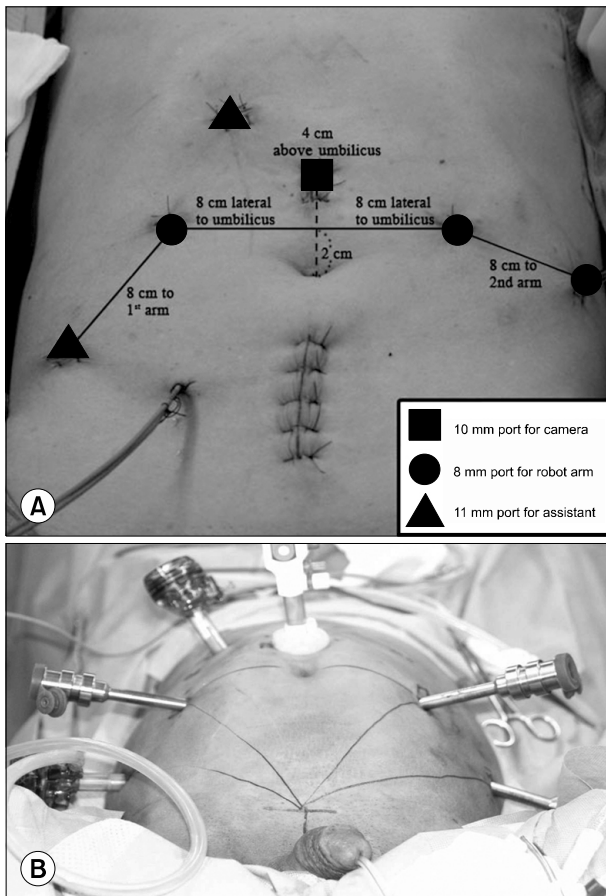 4 cm
above umbilicus
8 cm lateral
to umbilicus
8 cm lateral
to umbilicus
2 cm
8 cm to
1st arm
8 cm to
2nd arm
10 mm port for camera
8 mm port for robot arm
11 mm port for assistant
A
B